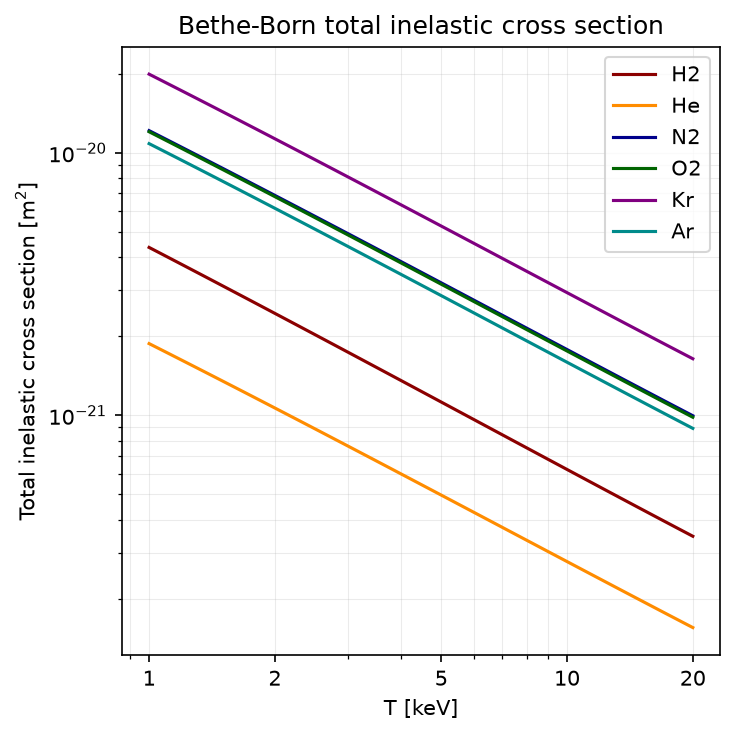 Bethe-Born total inelastic cross section
H2
He
N2
O2
Kr
Ar
10⁻²⁰
10⁻²¹
Total inelastic cross section [m²]
1
2
5
10
20
T [keV]